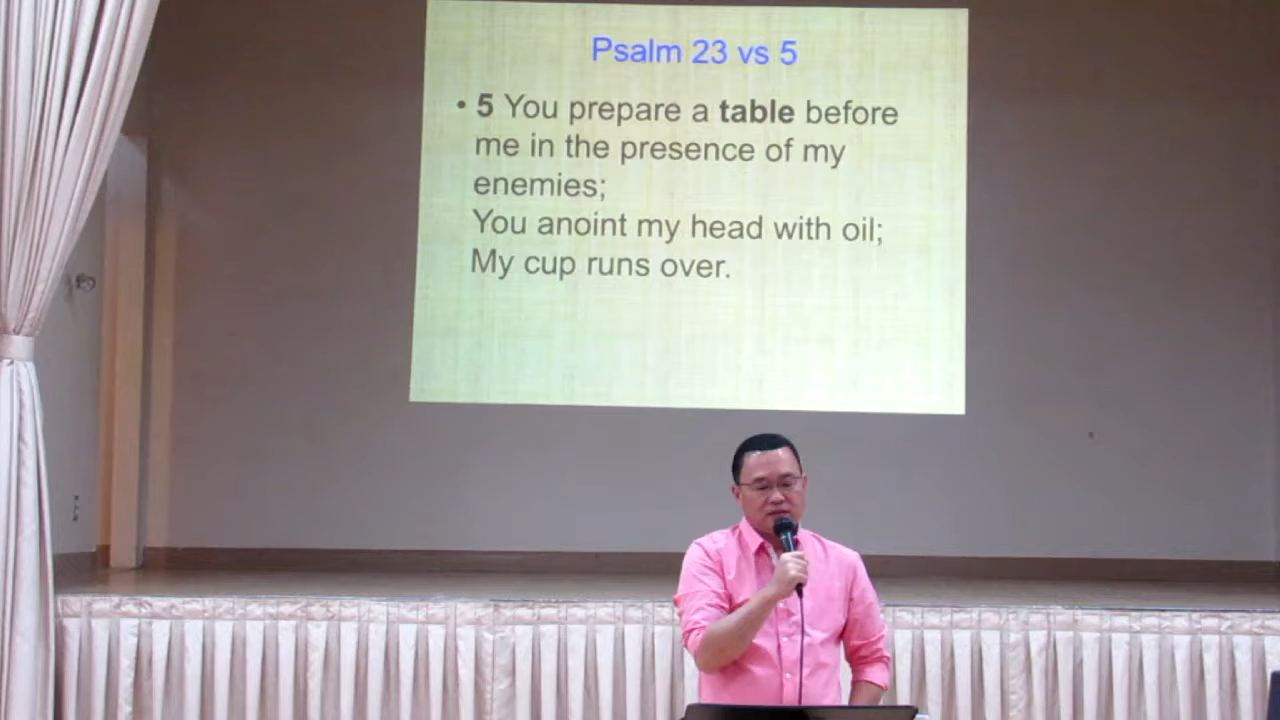 Psalm 23 vs 5
• 5 You prepare a table before
me in the presence of my
enemies;
You anoint my head with oil;
My cup runs over.